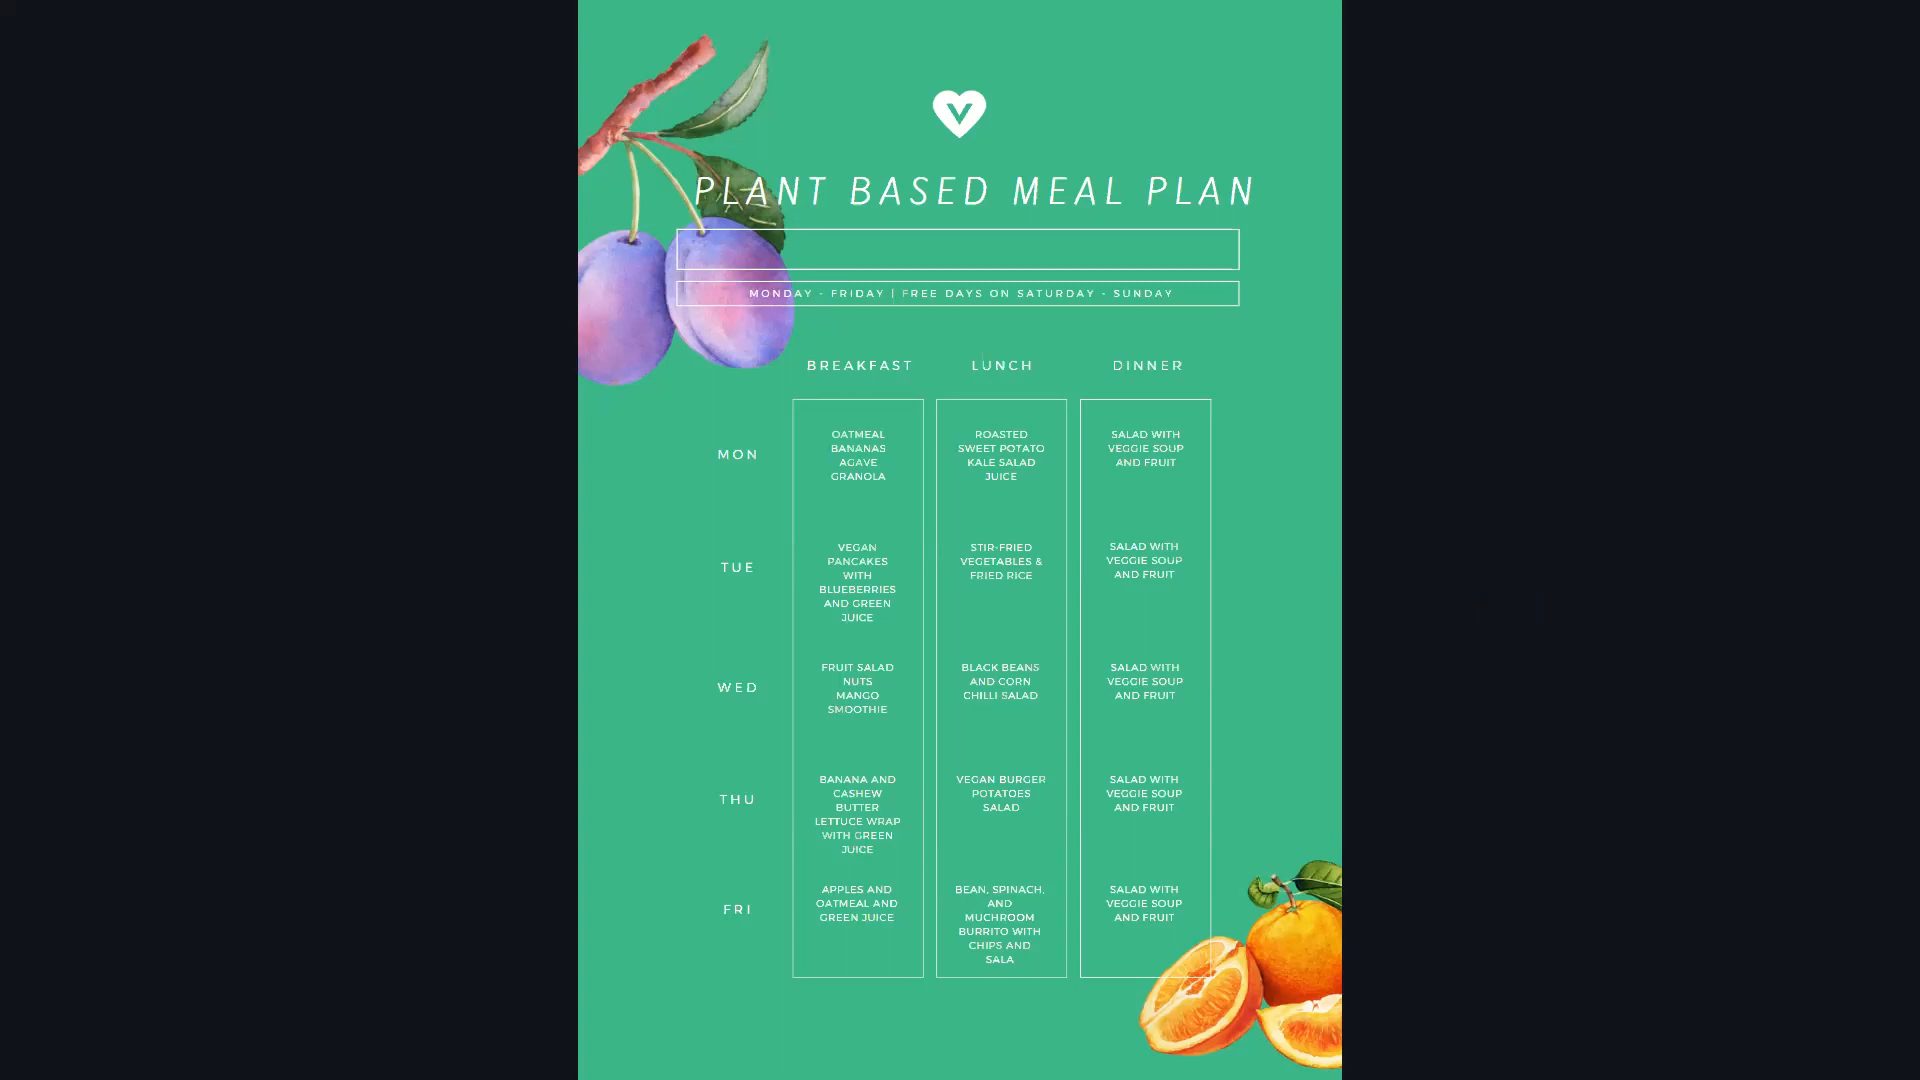 V
PLANT BASED MEAL PLAN
MONDAY - FRIDAY | FREE DAYS ON SATURDAY - SUNDAY
BREAKFAST LUNCH DINNER
MON
OATMEAL
BANANAS
AGAVE
GRANOLA
ROASTED
SWEET POTATO
KALE SALAD
JUICE
SALAD WITH
VEGGIE SOUP
AND FRUIT
TUE
VEGAN
PANCAKES
WITH
BLUEBERRIES
AND GREEN
JUICE
STIR-FRIED
VEGETABLES &
FRIED RICE
SALAD WITH
VEGGIE SOUP
AND FRUIT
WED
FRUIT SALAD
NUTS
MANGO
SMOOTHIE
BLACK BEANS
AND CORN
CHILLI SALAD
SALAD WITH
VEGGIE SOUP
AND FRUIT
THU
BANANA AND
CASHEW
BUTTER
LETTUCE WRAP
WITH GREEN
JUICE
VEGAN BURGER
POTATOES
SALAD
SALAD WITH
VEGGIE SOUP
AND FRUIT
FRI
APPLES AND
OATMEAL AND
GREEN JUICE
BEAN, SPINACH,
AND
MUCHROOM
BURRITO WITH
CHIPS AND
SALA
SALAD WITH
VEGGIE SOUP
AND FRUIT